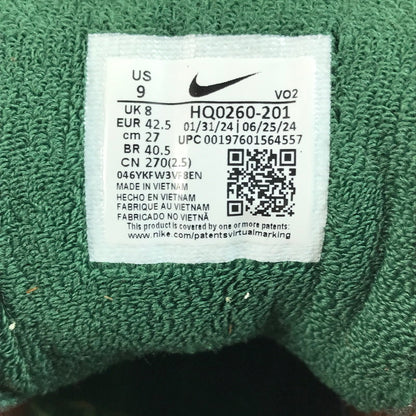 US
9
VO2
UK 8
EUR 42.5
cm 27
BR 40.5
CN 270(2.5)
HQ0260-201
01/31/24 | 06/25/24
UPC 00197601564557
MADE IN VIETNAM
HECHO EN VIETNAM
FABRIQUE AU VIETNAM
FABRICADO NO VIETNÃ
This product is covered by one or more patents:
www.nike.com/patentsvirtualmarking